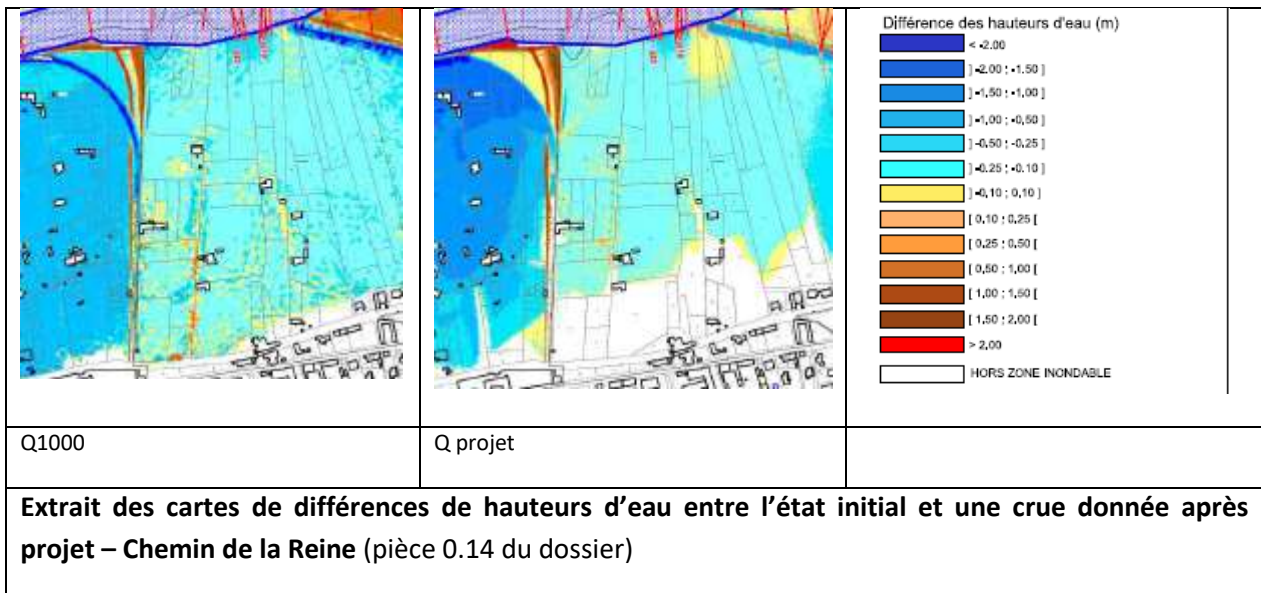 Différence des hauteurs d'eau (m)
< -2.00
]-2,00 ; -1,50 ]
]-1,50 ; -1,00 ]
]-1,00 ; -0,50 ]
]-0,50 ; -0,25 ]
]-0,25 ; -0,10 ]
]-0,10 ; 0,10 ]
[ 0,10 ; 0,25 [
[ 0,25 ; 0,50 [
[ 0,50 ; 1,00 [
[ 1,00 ; 1,50 [
[ 1,50 ; 2,00 [
> 2,00
HORS ZONE INONDABLE
Q1000
Q projet
Extrait des cartes de différences de hauteurs d'eau entre l'état initial et une crue donnée après
projet – Chemin de la Reine (pièce 0.14 du dossier)